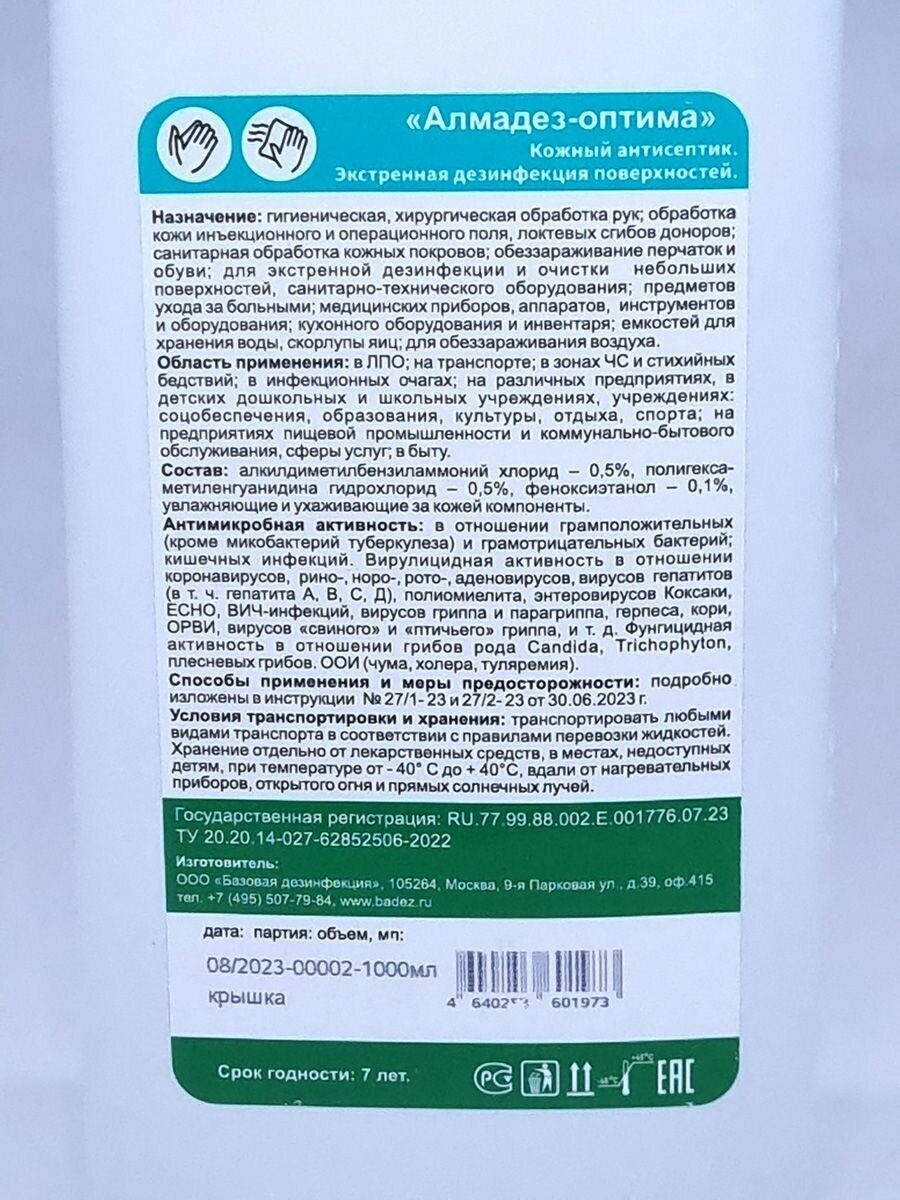 «Алмадез-оптима»
Кожный антисептик.
Экстренная дезинфекция поверхностей.
Назначение: гигиеническая, хирургическая обработка рук; обработка
кожи инъекционного и операционного поля, локтевых сгибов доноров;
санитарная обработка кожных покровов; обеззараживание перчаток и
обуви; для экстренной дезинфекции и очистки небольших
поверхностей, санитарно-технического оборудования; предметов
ухода за больными; медицинских приборов, аппаратов, инструментов
и оборудования; кухонного оборудования и инвентаря; емкостей для
хранения воды, скорлупы яиц; для обеззараживания воздуха.
Область применения: в ЛПО; на транспорте; в зонах ЧС и стихийных
бедствий; в инфекционных очагах; на различных предприятиях, в
детских дошкольных и школьных учреждениях, учреждениях:
соцобеспечения, образования, культуры, отдыха, спорта; на
предприятиях пищевой промышленности и коммунально-бытового
обслуживания, сферы услуг; в быту.
Состав: алкилдиметилбензиламмоний хлорид – 0,5%, полигекса-
метиленгуанидина гидрохлорид – 0,5%, феноксиэтанол – 0,1%,
увлажняющие и ухаживающие за кожей компоненты.
Антимикробная активность: в отношении грамположительных
(кроме микобактерий туберкулеза) и грамотрицательных бактерий;
кишечных инфекций. Вирулицидная активность в отношении
коронавирусов, рино-, норо-, рото-, аденовирусов, вирусов гепатитов
(в т. ч. гепатита А, В, С, Д), полиомиелита, энтеровирусов Коксаки,
ECHO, ВИЧ-инфекций, вирусов гриппа и парагриппа, герпеса, кори,
ОРВИ, вирусов «свиного» и «птичьего» гриппа, и т. д. Фунгицидная
активность в отношении грибов рода Candida, Trichophyton,
плесневых грибов. ООИ (чума, холера, туляремия).
Способы применения и меры предосторожности: подробно
изложены в инструкции № 27/1- 23 и 27/2- 23 от 30.06.2023 г.
Условия транспортировки и хранения: транспортировать любыми
видами транспорта в соответствии с правилами перевозки жидкостей.
Хранение отдельно от лекарственных средств, в местах, недоступных
детям, при температуре от - 40° С до + 40°С, вдали от нагревательных
приборов, открытого огня и прямых солнечных лучей.
Государственная регистрация: RU.77.99.88.002.Е.001776.07.23
ТУ 20.20.14-027-62852506-2022
Изготовитель:
ООО «Базовая дезинфекция», 105264, Москва, 9-я Парковая ул., д.39, оф.415
тел. +7 (495) 507-79-84, www.badez.ru
дата: партия: объем, мл:
08/2023-00002-1000мл
крышка
601973
Срок годности: 7 лет.
РС
ЕАС